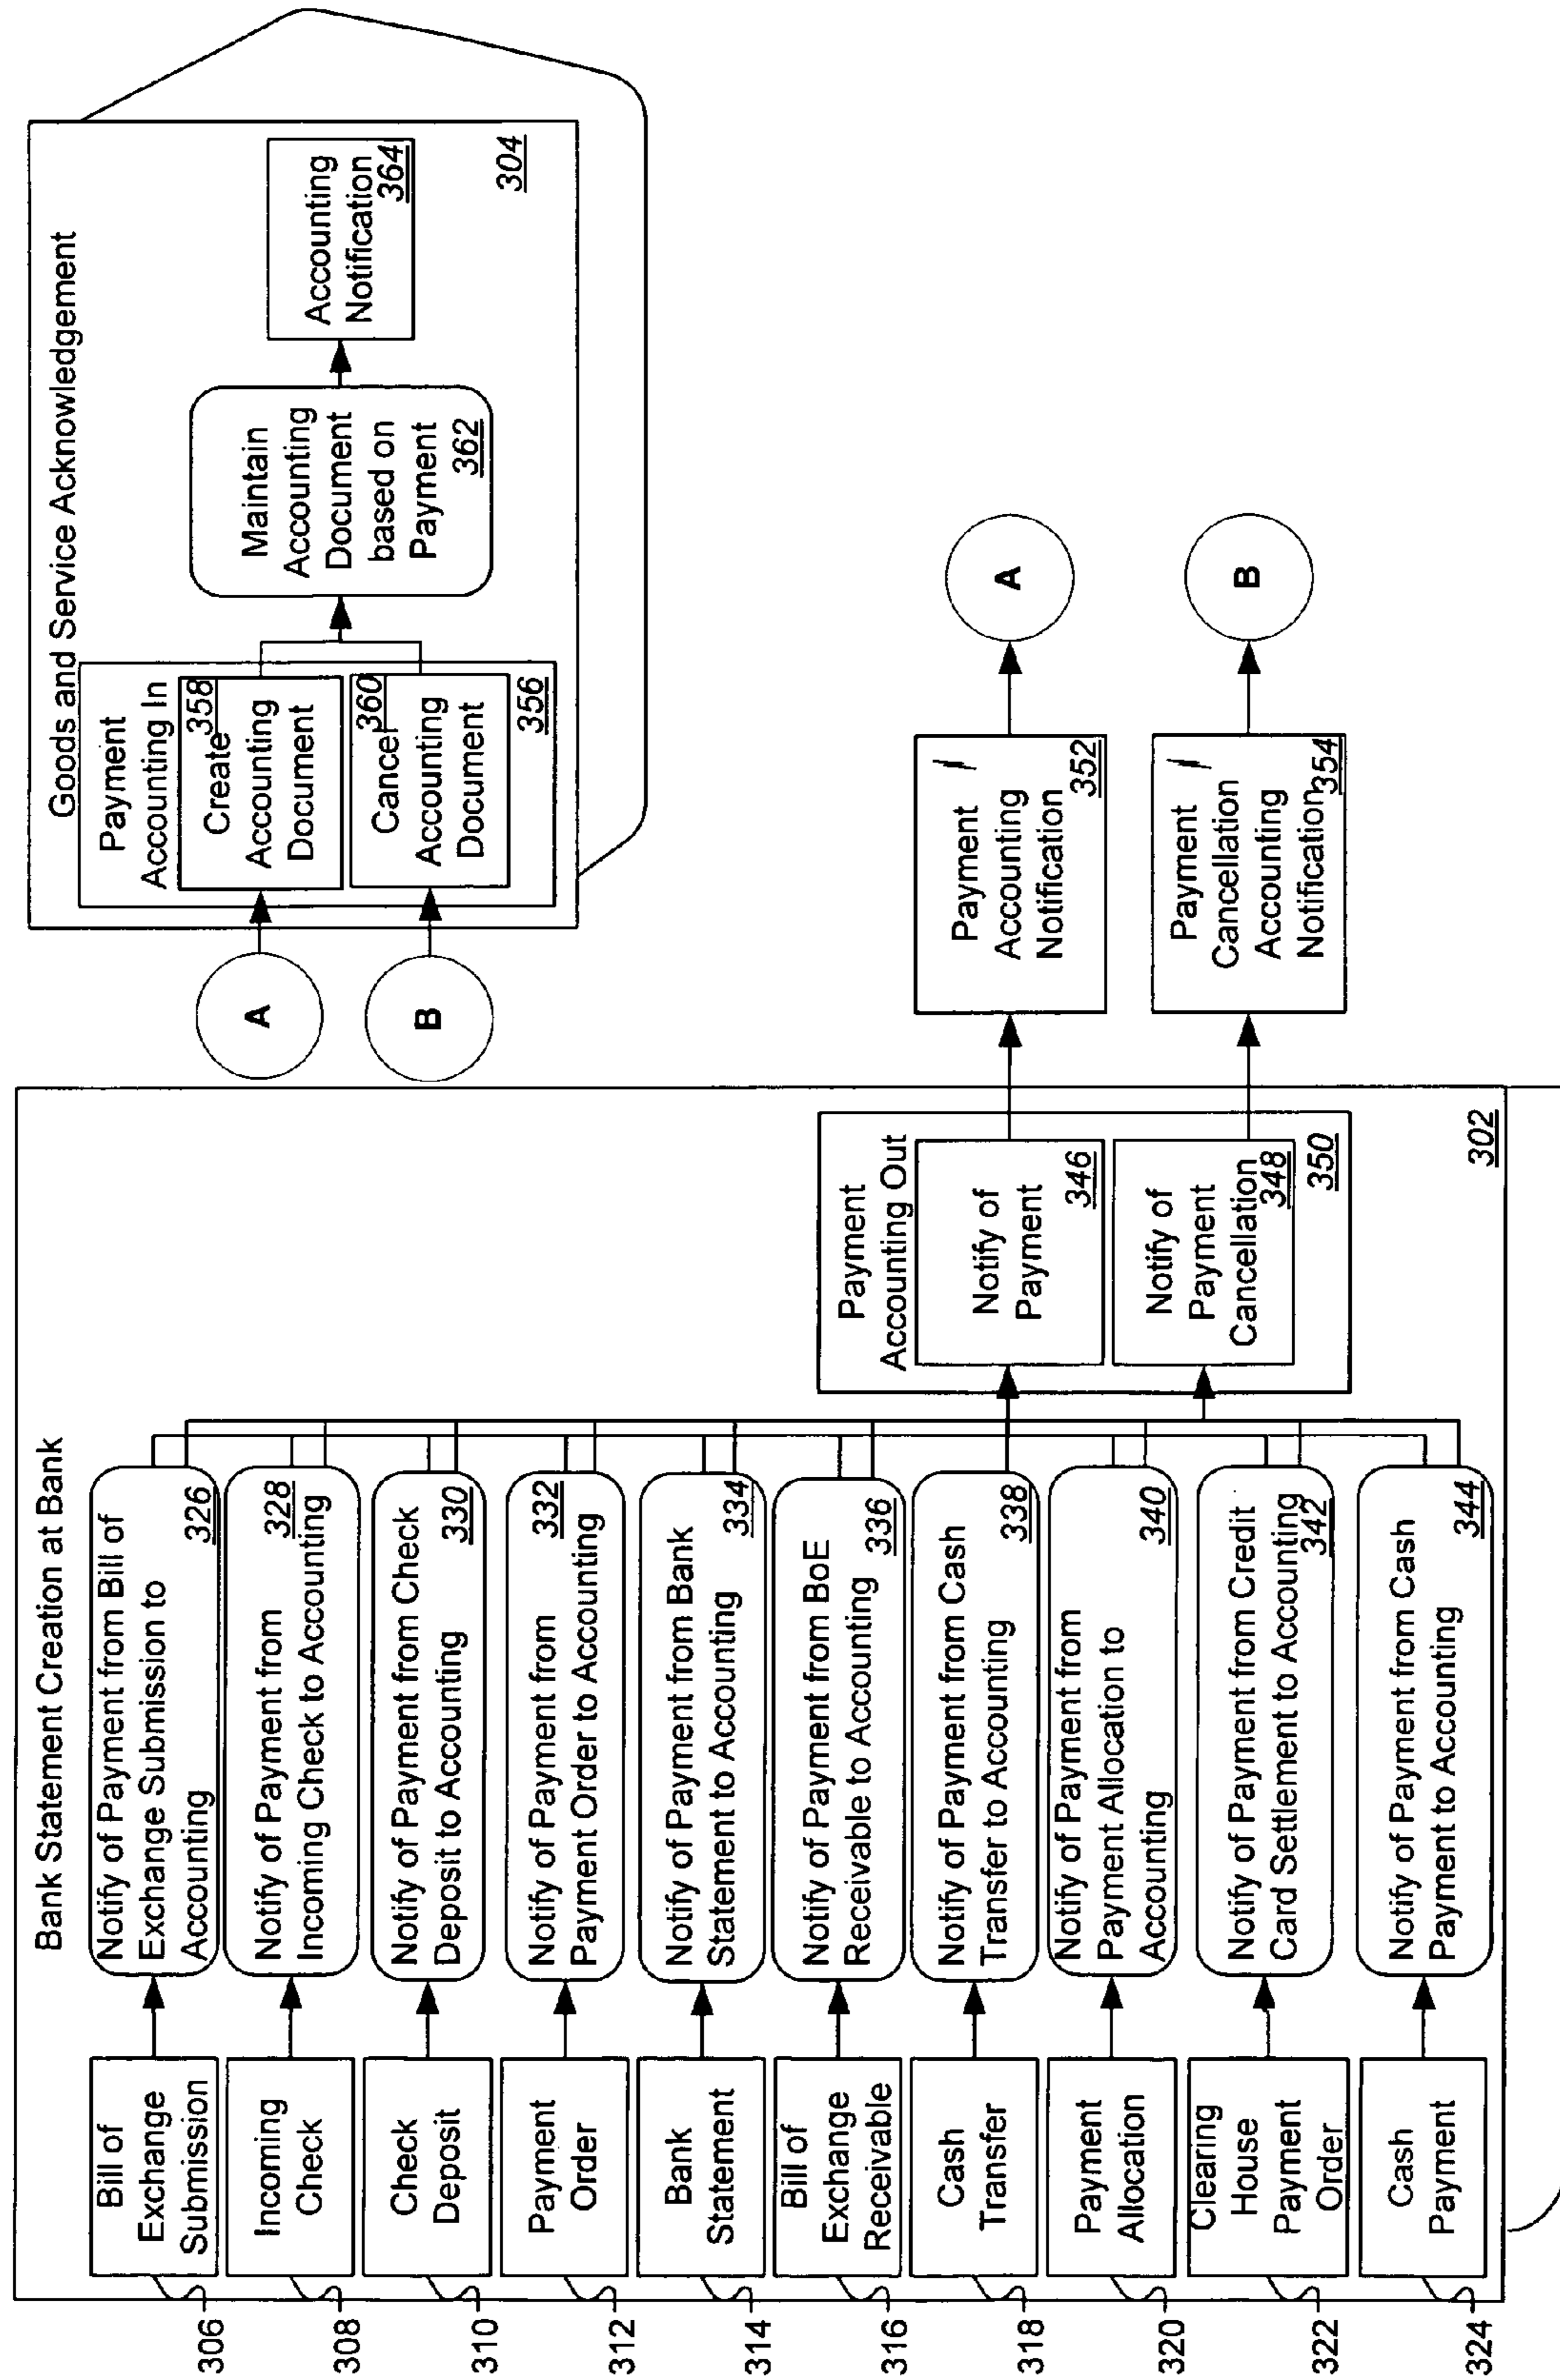 Bank Statement Creation at Bank
306
Bill of
Exchange
Submission
Notify of Payment from Bill of
Exchange Submission to
Accounting
326
308
Incoming
Check
Notify of Payment from
Incoming Check to Accounting
328
310
Check
Deposit
Notify of Payment from Check
Deposit to Accounting
330
312
Payment
Order
Notify of Payment from
Payment Order to Accounting
332
314
Bank
Statement
Notify of Payment from Bank
Statement to Accounting
334
316
Bill of
Exchange
Receivable
Notify of Payment from BoE
Receivable to Accounting
336
318
Cash
Transfer
Notify of Payment from Cash
Transfer to Accounting
338
320
Payment
Allocation
Notify of Payment from
Payment Allocation to
Accounting
340
322
Clearing
House
Payment
Order
Notify of Payment from Credit
Card Settlement to Accounting
342
324
Cash
Payment
Notify of Payment from Cash
Payment to Accounting
344
Payment
Accounting Out
Notify of
Payment
346
Notify of
Payment
Cancellation
348
350
302
Payment
Accounting
Notification
352
A
Payment
Cancellation
Accounting
Notification
354
B
Goods and Service Acknowledgement
A
B
Payment
Accounting In
358
Create
Accounting
Document
360
Cancel
Accounting
Document
356
Maintain
Accounting
Document
based on
Payment
362
Accounting
Notification
364
304